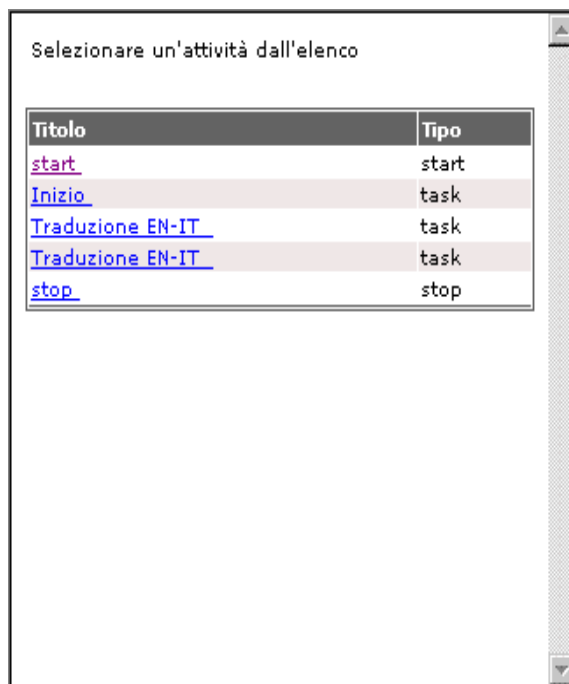 Selezionare un'attività dall'elenco
Titolo Tipo
start start
Inizio task
Traduzione EN-IT task
Traduzione EN-IT task
stop stop